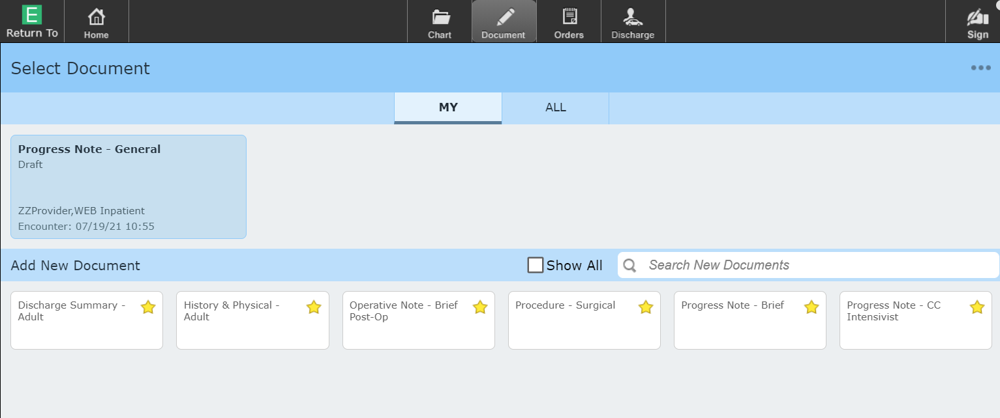 E
Return To
Home
Chart
Document
Orders
Discharge
Sign
Select Document
MY
ALL
Progress Note - General
Draft
ZZProvider,WEB Inpatient
Encounter: 07/19/21 10:55
Add New Document
Show All
Search New Documents
Discharge Summary -
Adult
History & Physical -
Adult
Operative Note - Brief
Post-Op
Procedure - Surgical
Progress Note - Brief
Progress Note - CC
Intensivist